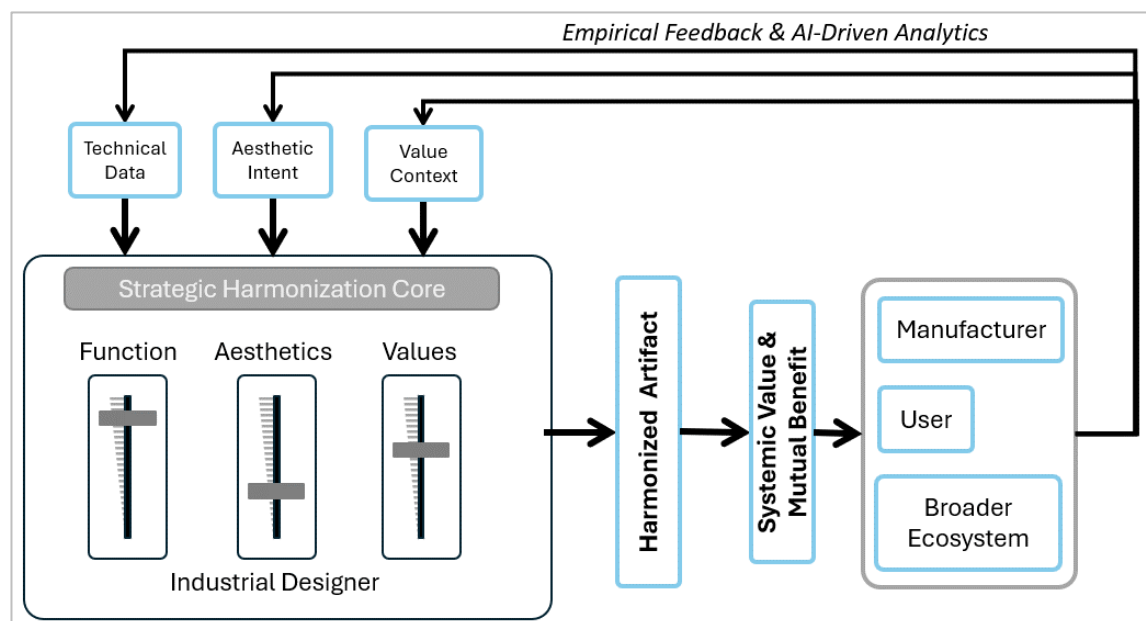 Empirical Feedback & AI-Driven Analytics
Technical
Data
Aesthetic
Intent
Value
Context
Strategic Harmonization Core
Function
Aesthetics
Values
Industrial Designer
Harmonized Artifact
Systemic Value &
Mutual Benefit
Manufacturer
User
Broader
Ecosystem